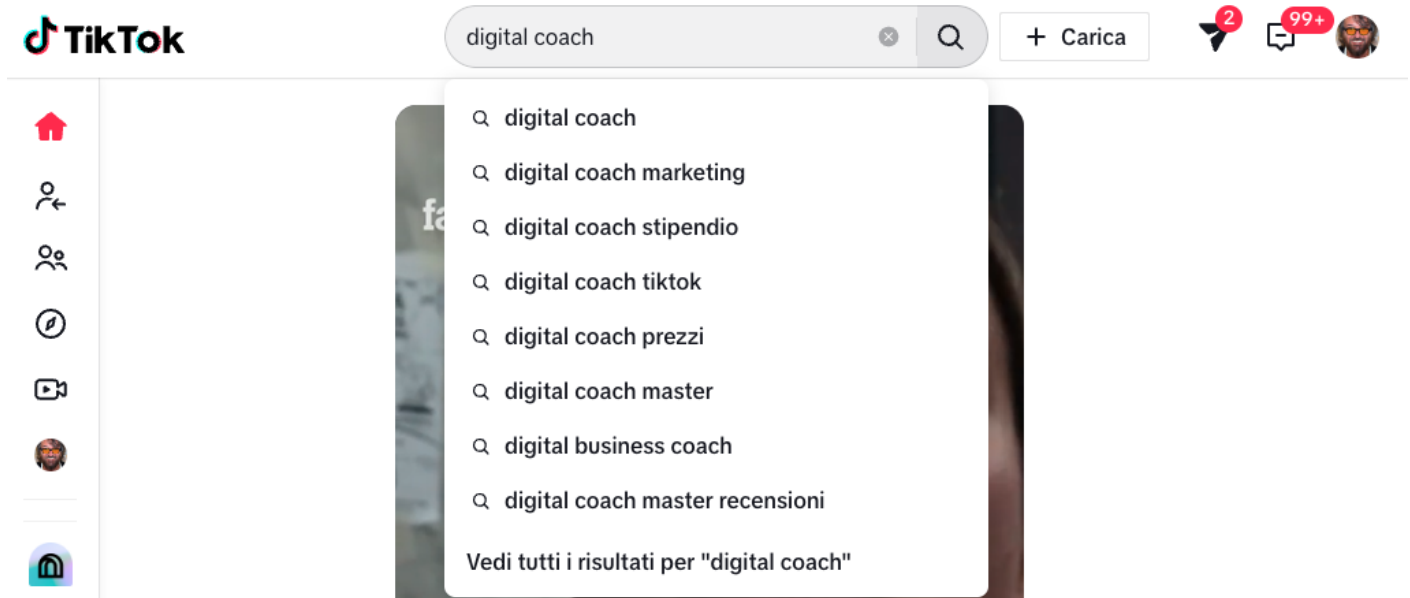 TikTok
digital coach
Carica
2
99+
digital coach
digital coach marketing
digital coach stipendio
digital coach tiktok
digital coach prezzi
digital coach master
digital business coach
digital coach master recensioni
Vedi tutti i risultati per "digital coach"